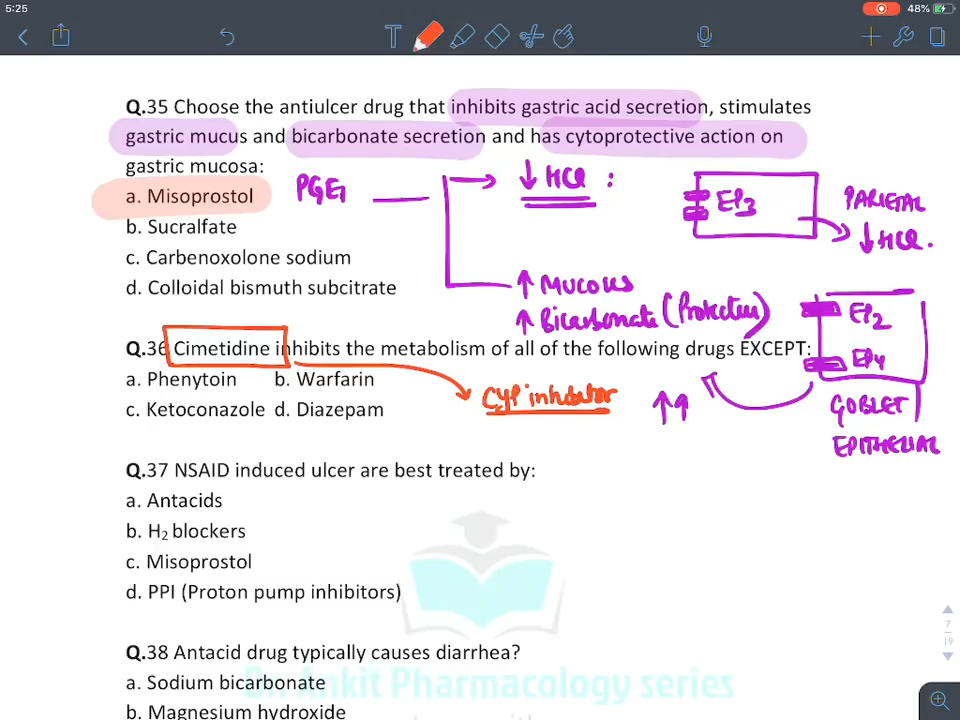 5:25
48%
Q.35 Choose the antiulcer drug that inhibits gastric acid secretion, stimulates
gastric mucus and bicarbonate secretion and has cytoprotective action on
gastric mucosa:
a. Misoprostol
b. Sucralfate
c. Carbenoxolone sodium
d. Colloidal bismuth subcitrate
PGE1
↓ HCl :
↑ Mucous
↑ Bicarbonate (Protective)
EP3
PARIETAL
↓HCl.
EP2
EP4
GOBLET
EPITHELIAL
Q.36 Cimetidine inhibits the metabolism of all of the following drugs EXCEPT:
a. Phenytoin b. Warfarin
c. Ketoconazole d. Diazepam
CYP inhibitor
↑↑
Q.37 NSAID induced ulcer are best treated by:
a. Antacids
b. H2 blockers
c. Misoprostol
d. PPI (Proton pump inhibitors)
Q.38 Antacid drug typically causes diarrhea?
a. Sodium bicarbonate
b. Magnesium hydroxide
Dr. Ankit Pharmacology series
7
19